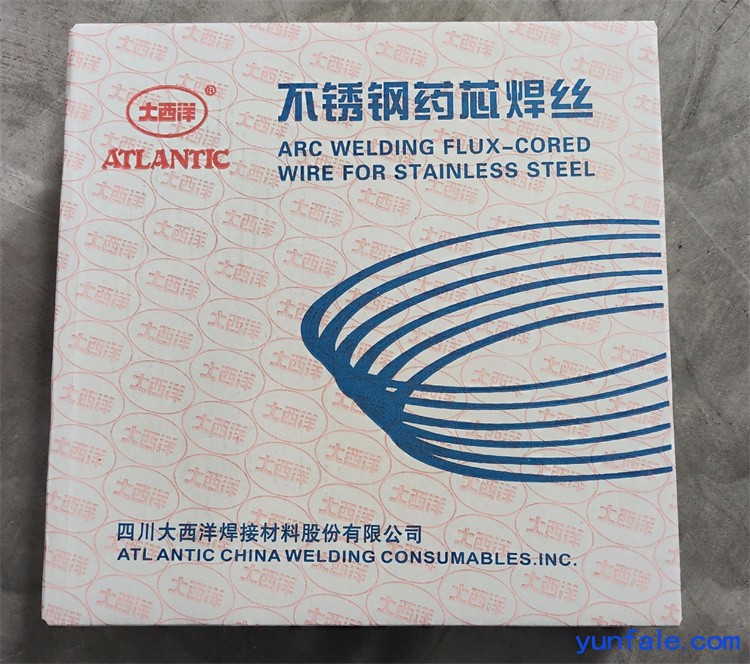 大西洋®
ATLANTIC
不锈钢药芯焊丝
ARC WELDING FLUX-CORED
WIRE FOR STAINLESS STEEL
四川大西洋焊接材料股份有限公司
ATLANTIC CHINA WELDING CONSUMABLES.INC.
yunfale.com